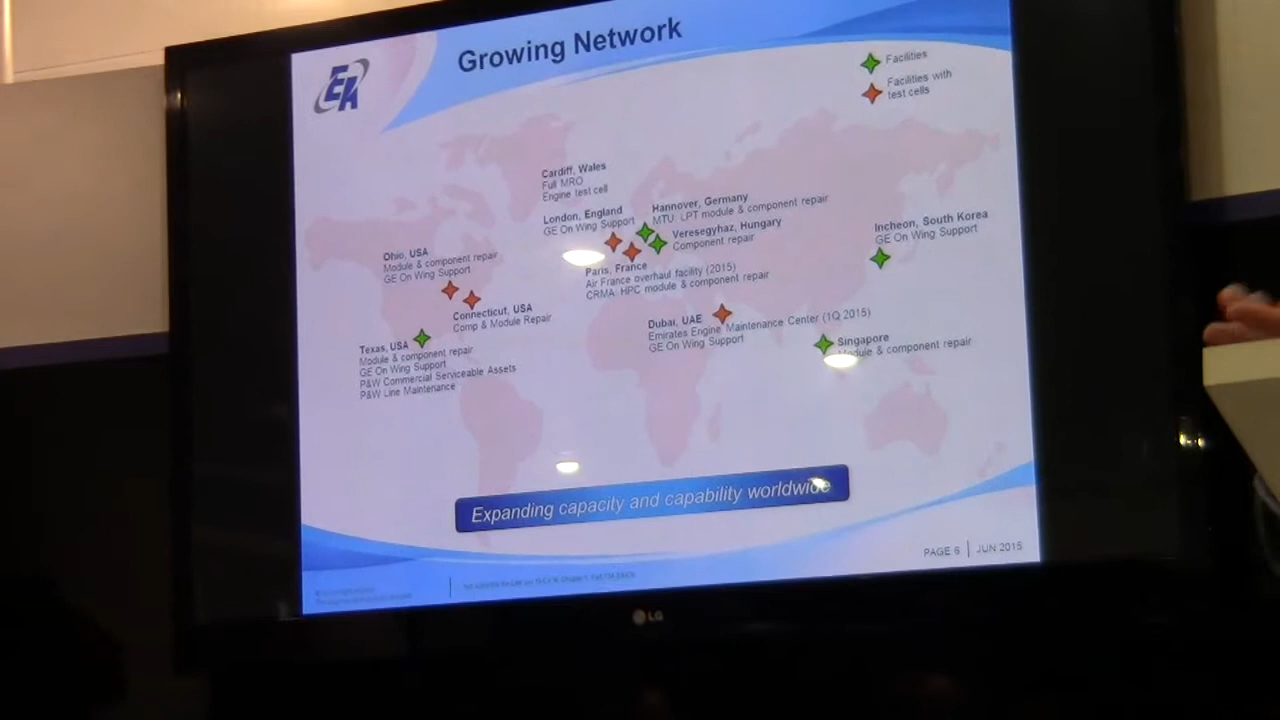 EA
Growing Network
Facilities
Facilities with
test cells
Cardiff, Wales
Full MRO
Engine test cell
London, England
GE On Wing Support
Hannover, Germany
MTU: LPT module & component repair
Veresegyhaz, Hungary
Component repair
Incheon, South Korea
GE On Wing Support
Ohio, USA
Module & component repair
GE On Wing Support
Paris, France
Air France overhaul facility (2015)
CRMA: HPC module & component repair
Connecticut, USA
Comp & Module Repair
Dubai, UAE
Emirates Engine Maintenance Center (1Q 2015)
GE On Wing Support
Singapore
Module & component repair
Texas, USA
Module & component repair
GE On Wing Support
P&W Commercial Serviceable Assets
P&W Line Maintenance
Expanding capacity and capability worldwide
PAGE 6 | JUN 2015
LG